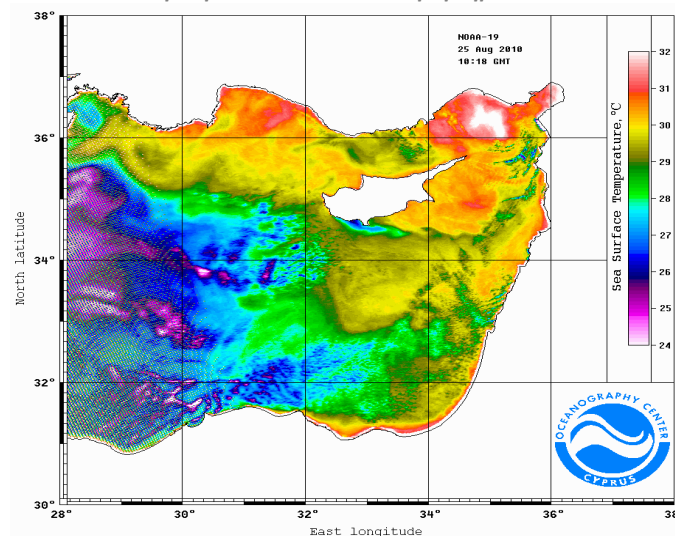 38°
NOAA-19
25 Aug 2010
10:18 GMT
32
31
36°
30
29
Sea Surface Temperature,°C
28
North latitude
34°
27
26
25
24
32°
OCEANOGRAPHY CENTER
CYPRUS
30°
28° 30° 32° 34° 36° 38
East longitude